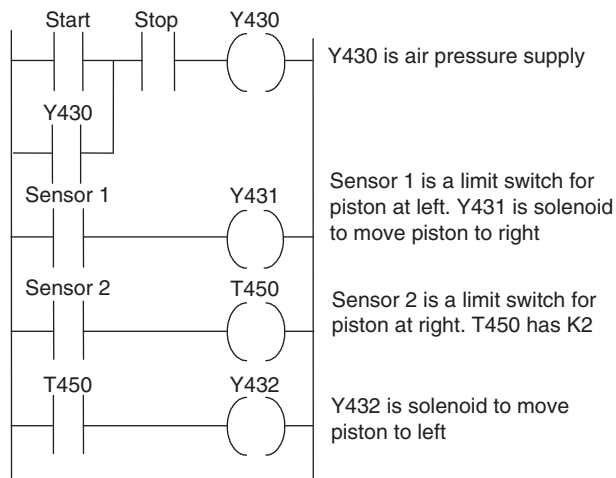 Start Stop Y430
Y430 is air pressure supply
Y430
Sensor 1 Y431
Sensor 1 is a limit switch for
piston at left. Y431 is solenoid
to move piston to right
Sensor 2 T450
Sensor 2 is a limit switch for
piston at right. T450 has K2
T450 Y432
Y432 is solenoid to move
piston to left